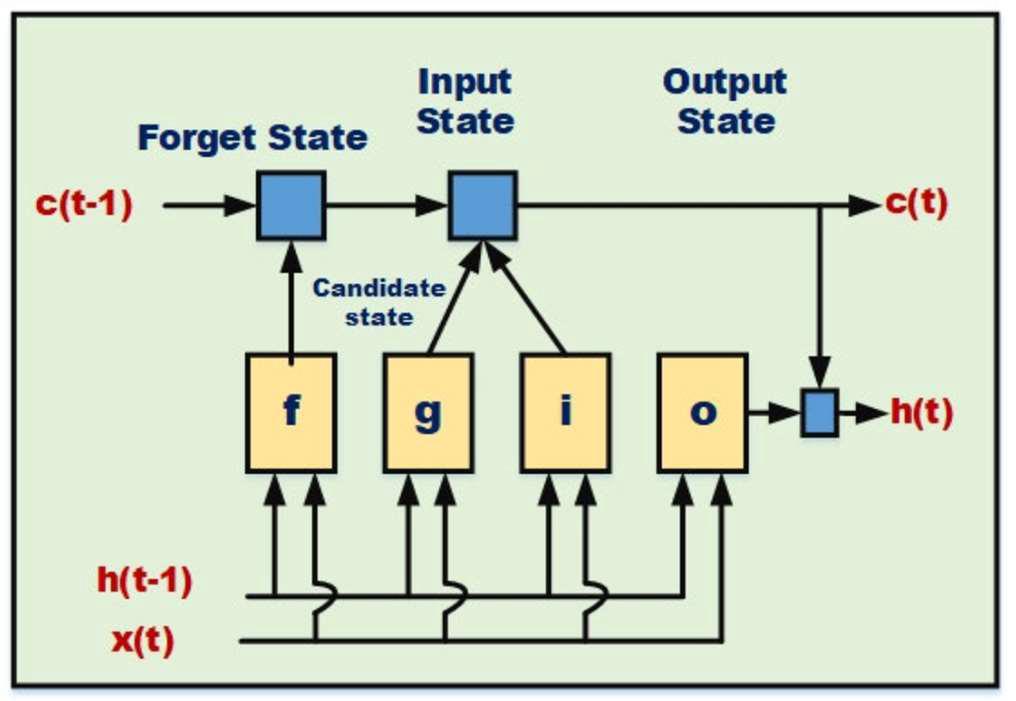 Input
State
Output
State
Forget State
c(t-1)
c(t)
Candidate
state
f
g
i
o
h(t)
h(t-1)
x(t)